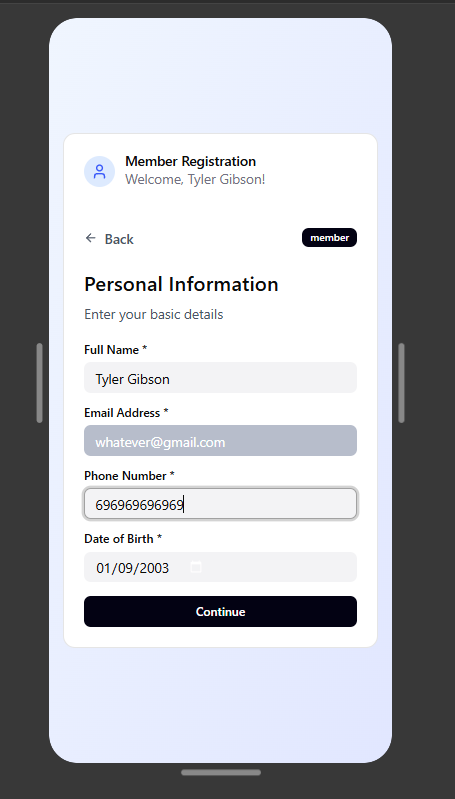 Member Registration
Welcome, Tyler Gibson!
Back
member
Personal Information
Enter your basic details
Full Name *
Tyler Gibson
Email Address *
whatever@gmail.com
Phone Number *
696969696969
Date of Birth *
01/09/2003
Continue